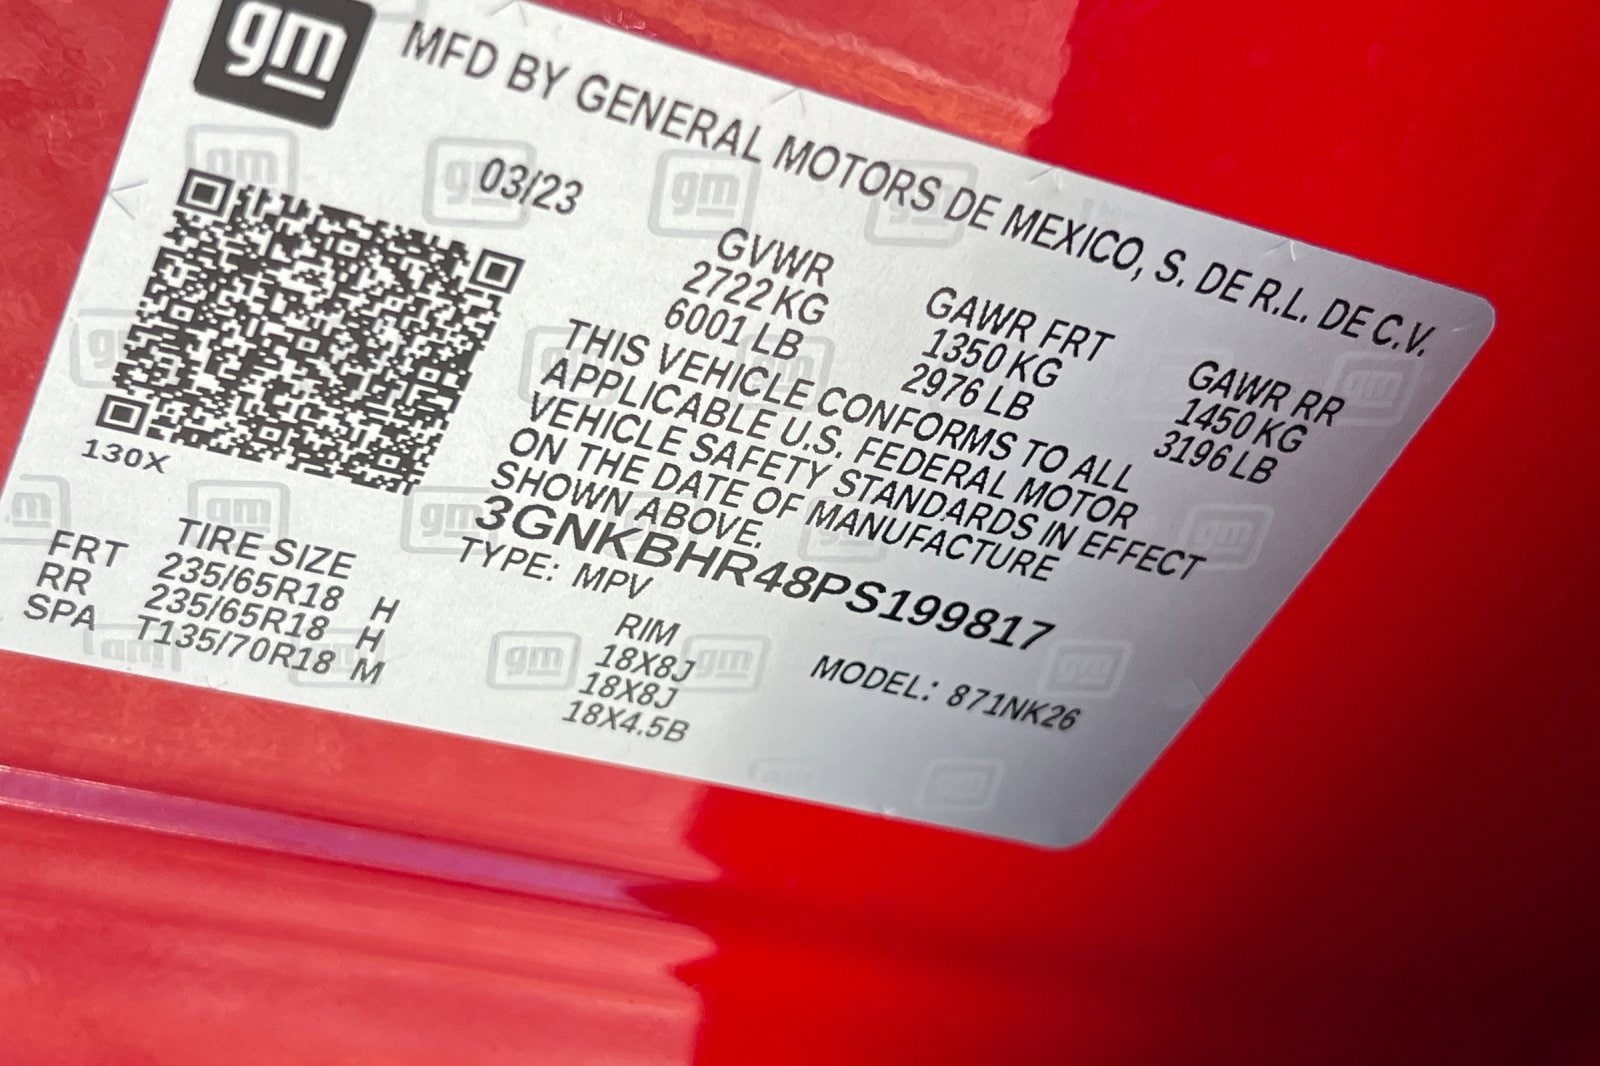 gm
MFD BY GENERAL MOTORS DE MEXICO, S. DE R.L. DE C.V.
03/23
GVWR
2722 KG
6001 LB
GAWR FRT
1350 KG
2976 LB
GAWR RR
1450 KG
3196 LB
THIS VEHICLE CONFORMS TO ALL
APPLICABLE U.S. FEDERAL MOTOR
VEHICLE SAFETY STANDARDS IN EFFECT
ON THE DATE OF MANUFACTURE
SHOWN ABOVE.
3GNKBHR48PS199817
TYPE: MPV
MODEL: 871NK26
130X
TIRE SIZE RIM
FRT 235/65R18 H 18X8J
RR 235/65R18 H 18X8J
SPA T135/70R18 M 18X4.5B